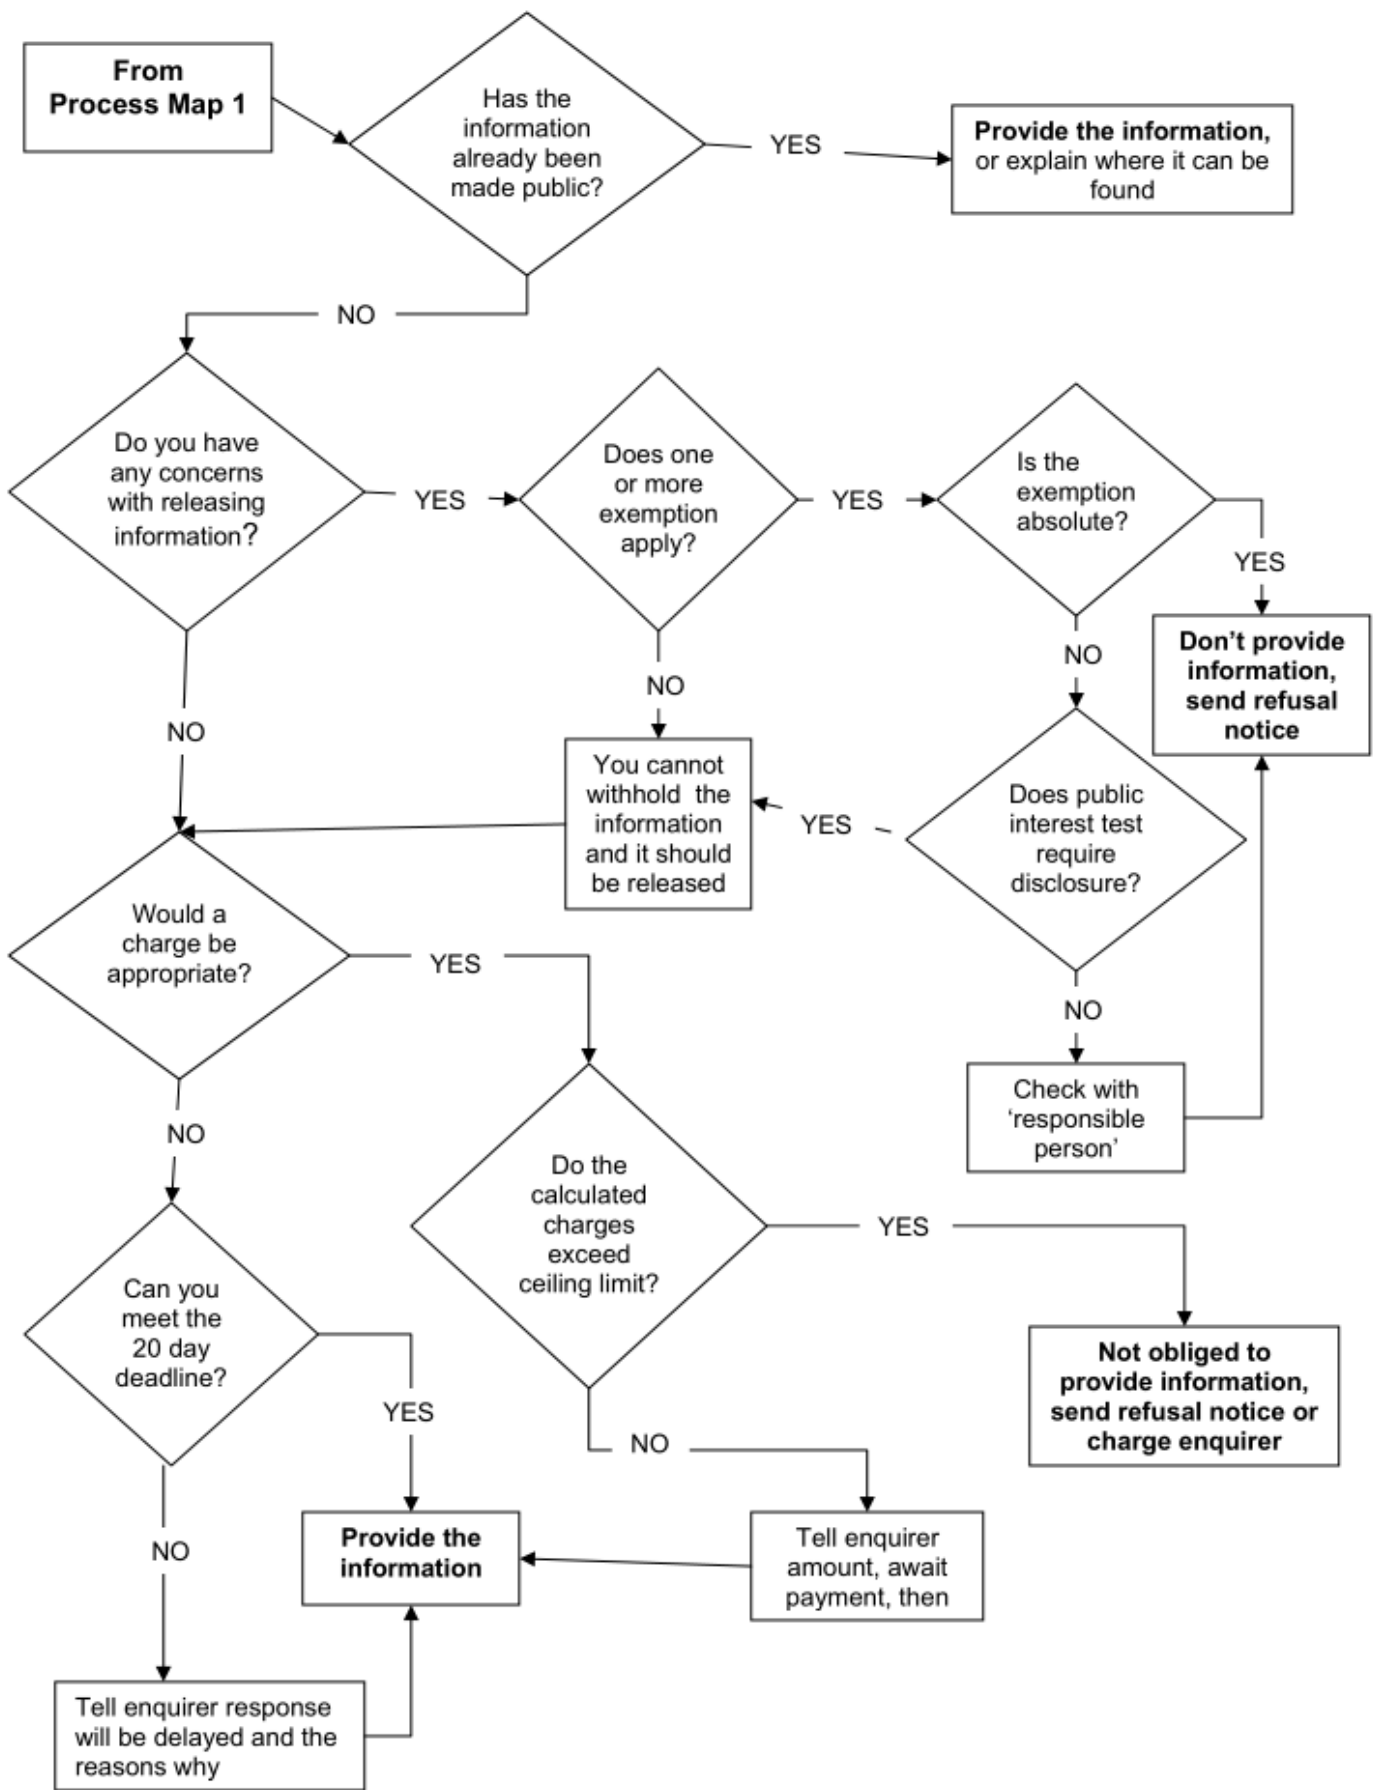 From
Process Map 1
Has the
information
already been
made public?
YES
Provide the information,
or explain where it can be
found
NO
Do you have
any concerns
with releasing
information?
YES
Does one
or more
exemption
apply?
YES
Is the
exemption
absolute?
YES
NO
Don't provide
information,
send refusal
notice
NO
NO
You cannot
withhold the
information
and it should
be released
YES
Does public
interest test
require
disclosure?
Would a
charge be
appropriate?
YES
NO
Check with
‘responsible
person’
NO
Do the
calculated
charges
exceed
ceiling limit?
YES
Can you
meet the
20 day
deadline?
YES
Not obliged to
provide information,
send refusal notice or
charge enquirer
NO
NO
Provide the
information
Tell enquirer
amount, await
payment, then
Tell enquirer response
will be delayed and the
reasons why